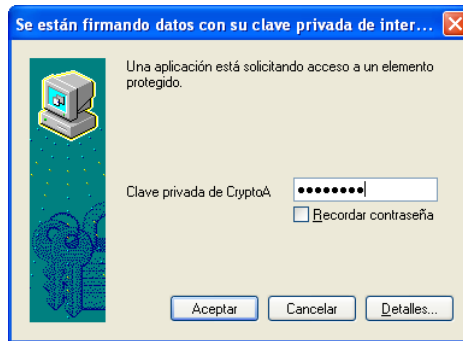 Se están firmando datos con su clave privada de inter...
Una aplicación está solicitando acceso a un elemento
protegido.
Clave privada de CryptoA ●●●●●●●●
Recordar contraseña
Aceptar Cancelar Detalles...